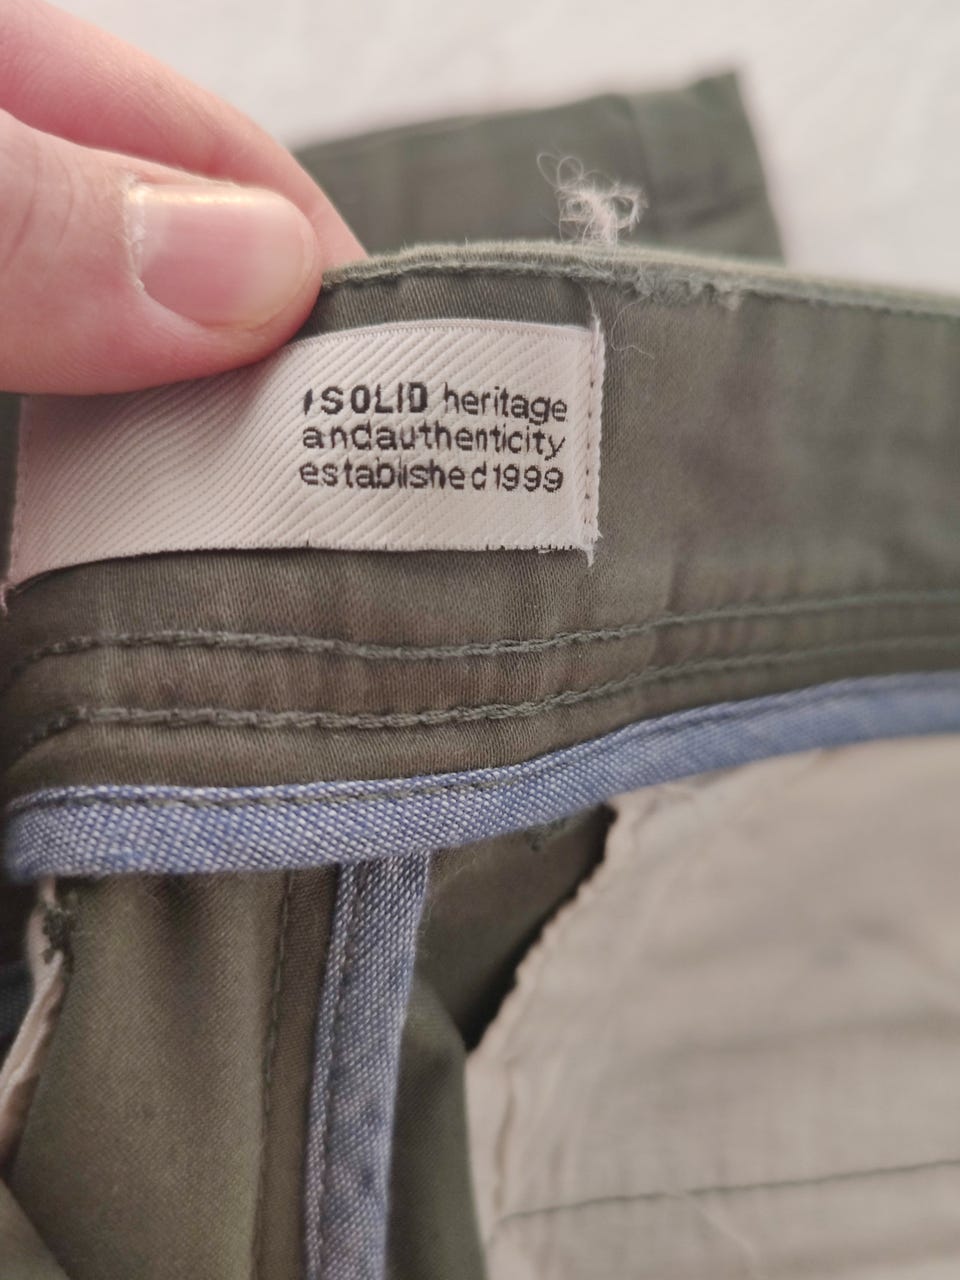 !SOLID heritage
andauthenticity
established1999